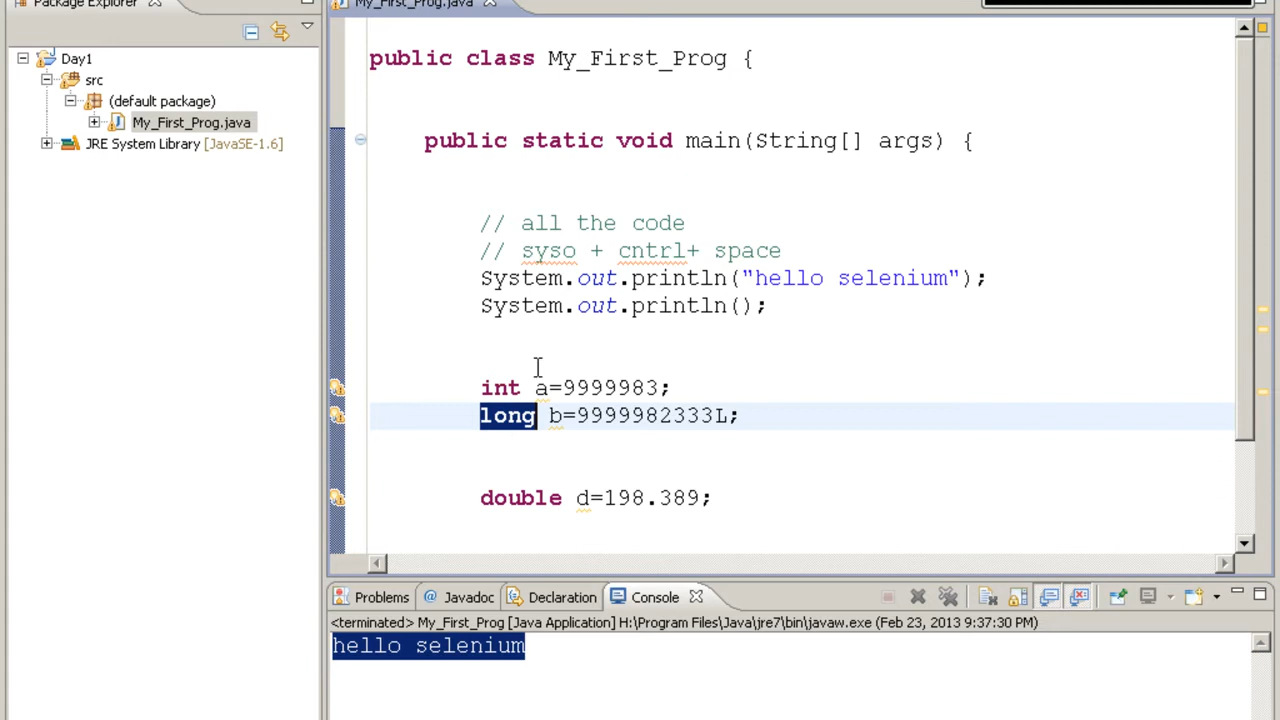 Package Explorer
My_First_Prog.java
Day1
src
(default package)
My_First_Prog.java
JRE System Library [JavaSE-1.6]
public class My_First_Prog {
public static void main(String[] args) {
// all the code
// syso + cntrl+ space
System.out.println("hello selenium");
System.out.println();
int a=9999983;
long b=9999982333L;
double d=198.389;
Problems @ Javadoc Declaration Console
<terminated> My_First_Prog [Java Application] H:\Program Files\Java\jre7\bin\javaw.exe (Feb 23, 2013 9:37:30 PM)
hello selenium